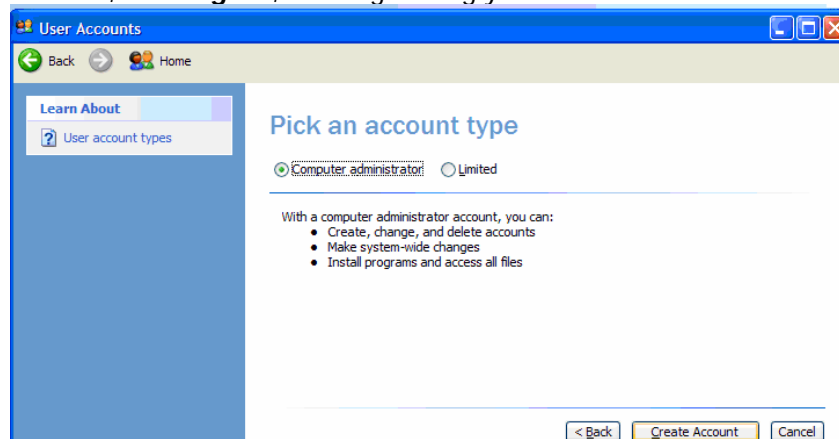 User Accounts
Back Home
Learn About
User account types
Pick an account type
Computer administrator Limited
With a computer administrator account, you can:
• Create, change, and delete accounts
• Make system-wide changes
• Install programs and access all files
< Back Create Account Cancel